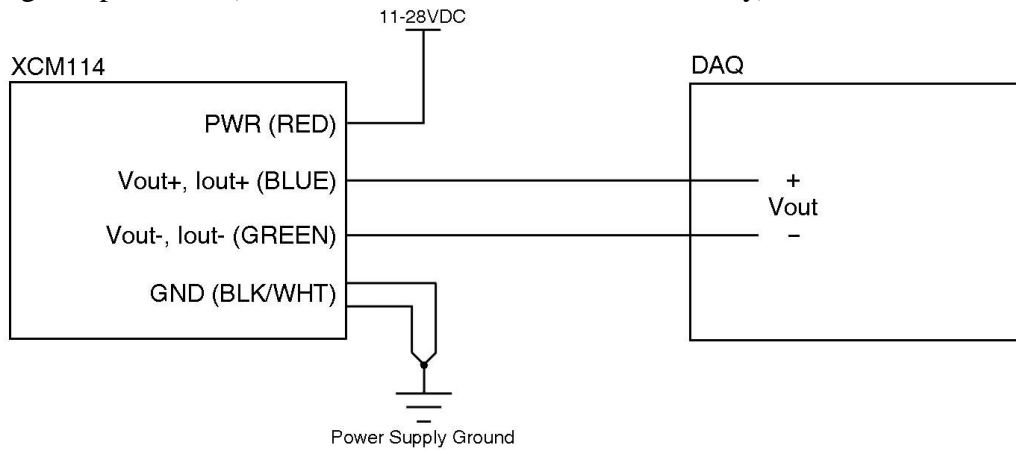 11-28VDC
XCM114
DAQ
PWR (RED)
Vout+, Iout+ (BLUE)
+
Vout
Vout-, Iout- (GREEN)
−
GND (BLK/WHT)
Power Supply Ground